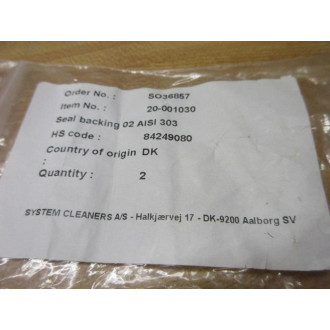 Order No. : SO36857
Item No. : 20-001030
Seal backing 02 AISI 303
HS code : 84249080
Country of origin DK
:
Quantity : 2
SYSTEM CLEANERS A/S - Halkjærvej 17 - DK-9200 Aalborg SV